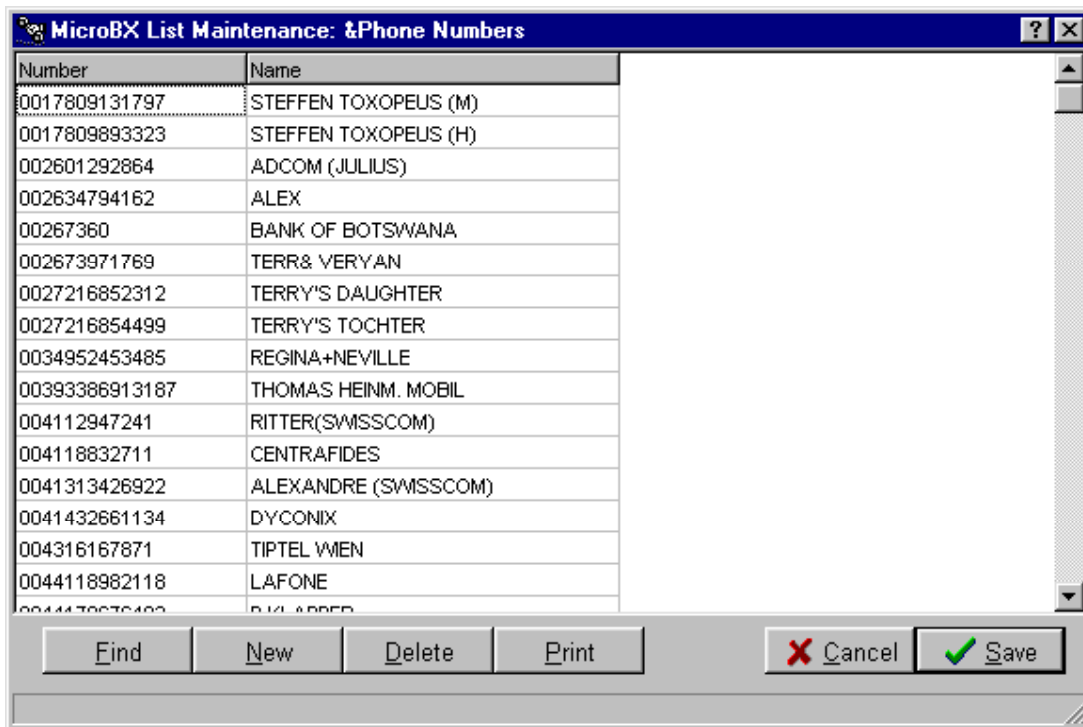 MicroBX List Maintenance: &Phone Numbers
Number Name
0017809131797 STEFFEN TOXOPEUS (M)
0017809893323 STEFFEN TOXOPEUS (H)
002601292864 ADCOM (JULIUS)
002634794162 ALEX
00267360 BANK OF BOTSWANA
002673971769 TERR& VERYAN
0027216852312 TERRY'S DAUGHTER
0027216854499 TERRY'S TOCHTER
0034952453485 REGINA+NEVILLE
003933869​13187 THOMAS HEINM. MOBIL
004112947241 RITTER(SWISSCOM)
004118832711 CENTRAFIDES
0041313426922 ALEXANDRE (SWISSCOM)
0041432661134 DYCONIX
004316167871 TIPTEL WIEN
0044118982118 LAFONE
Find New Delete Print Cancel Save